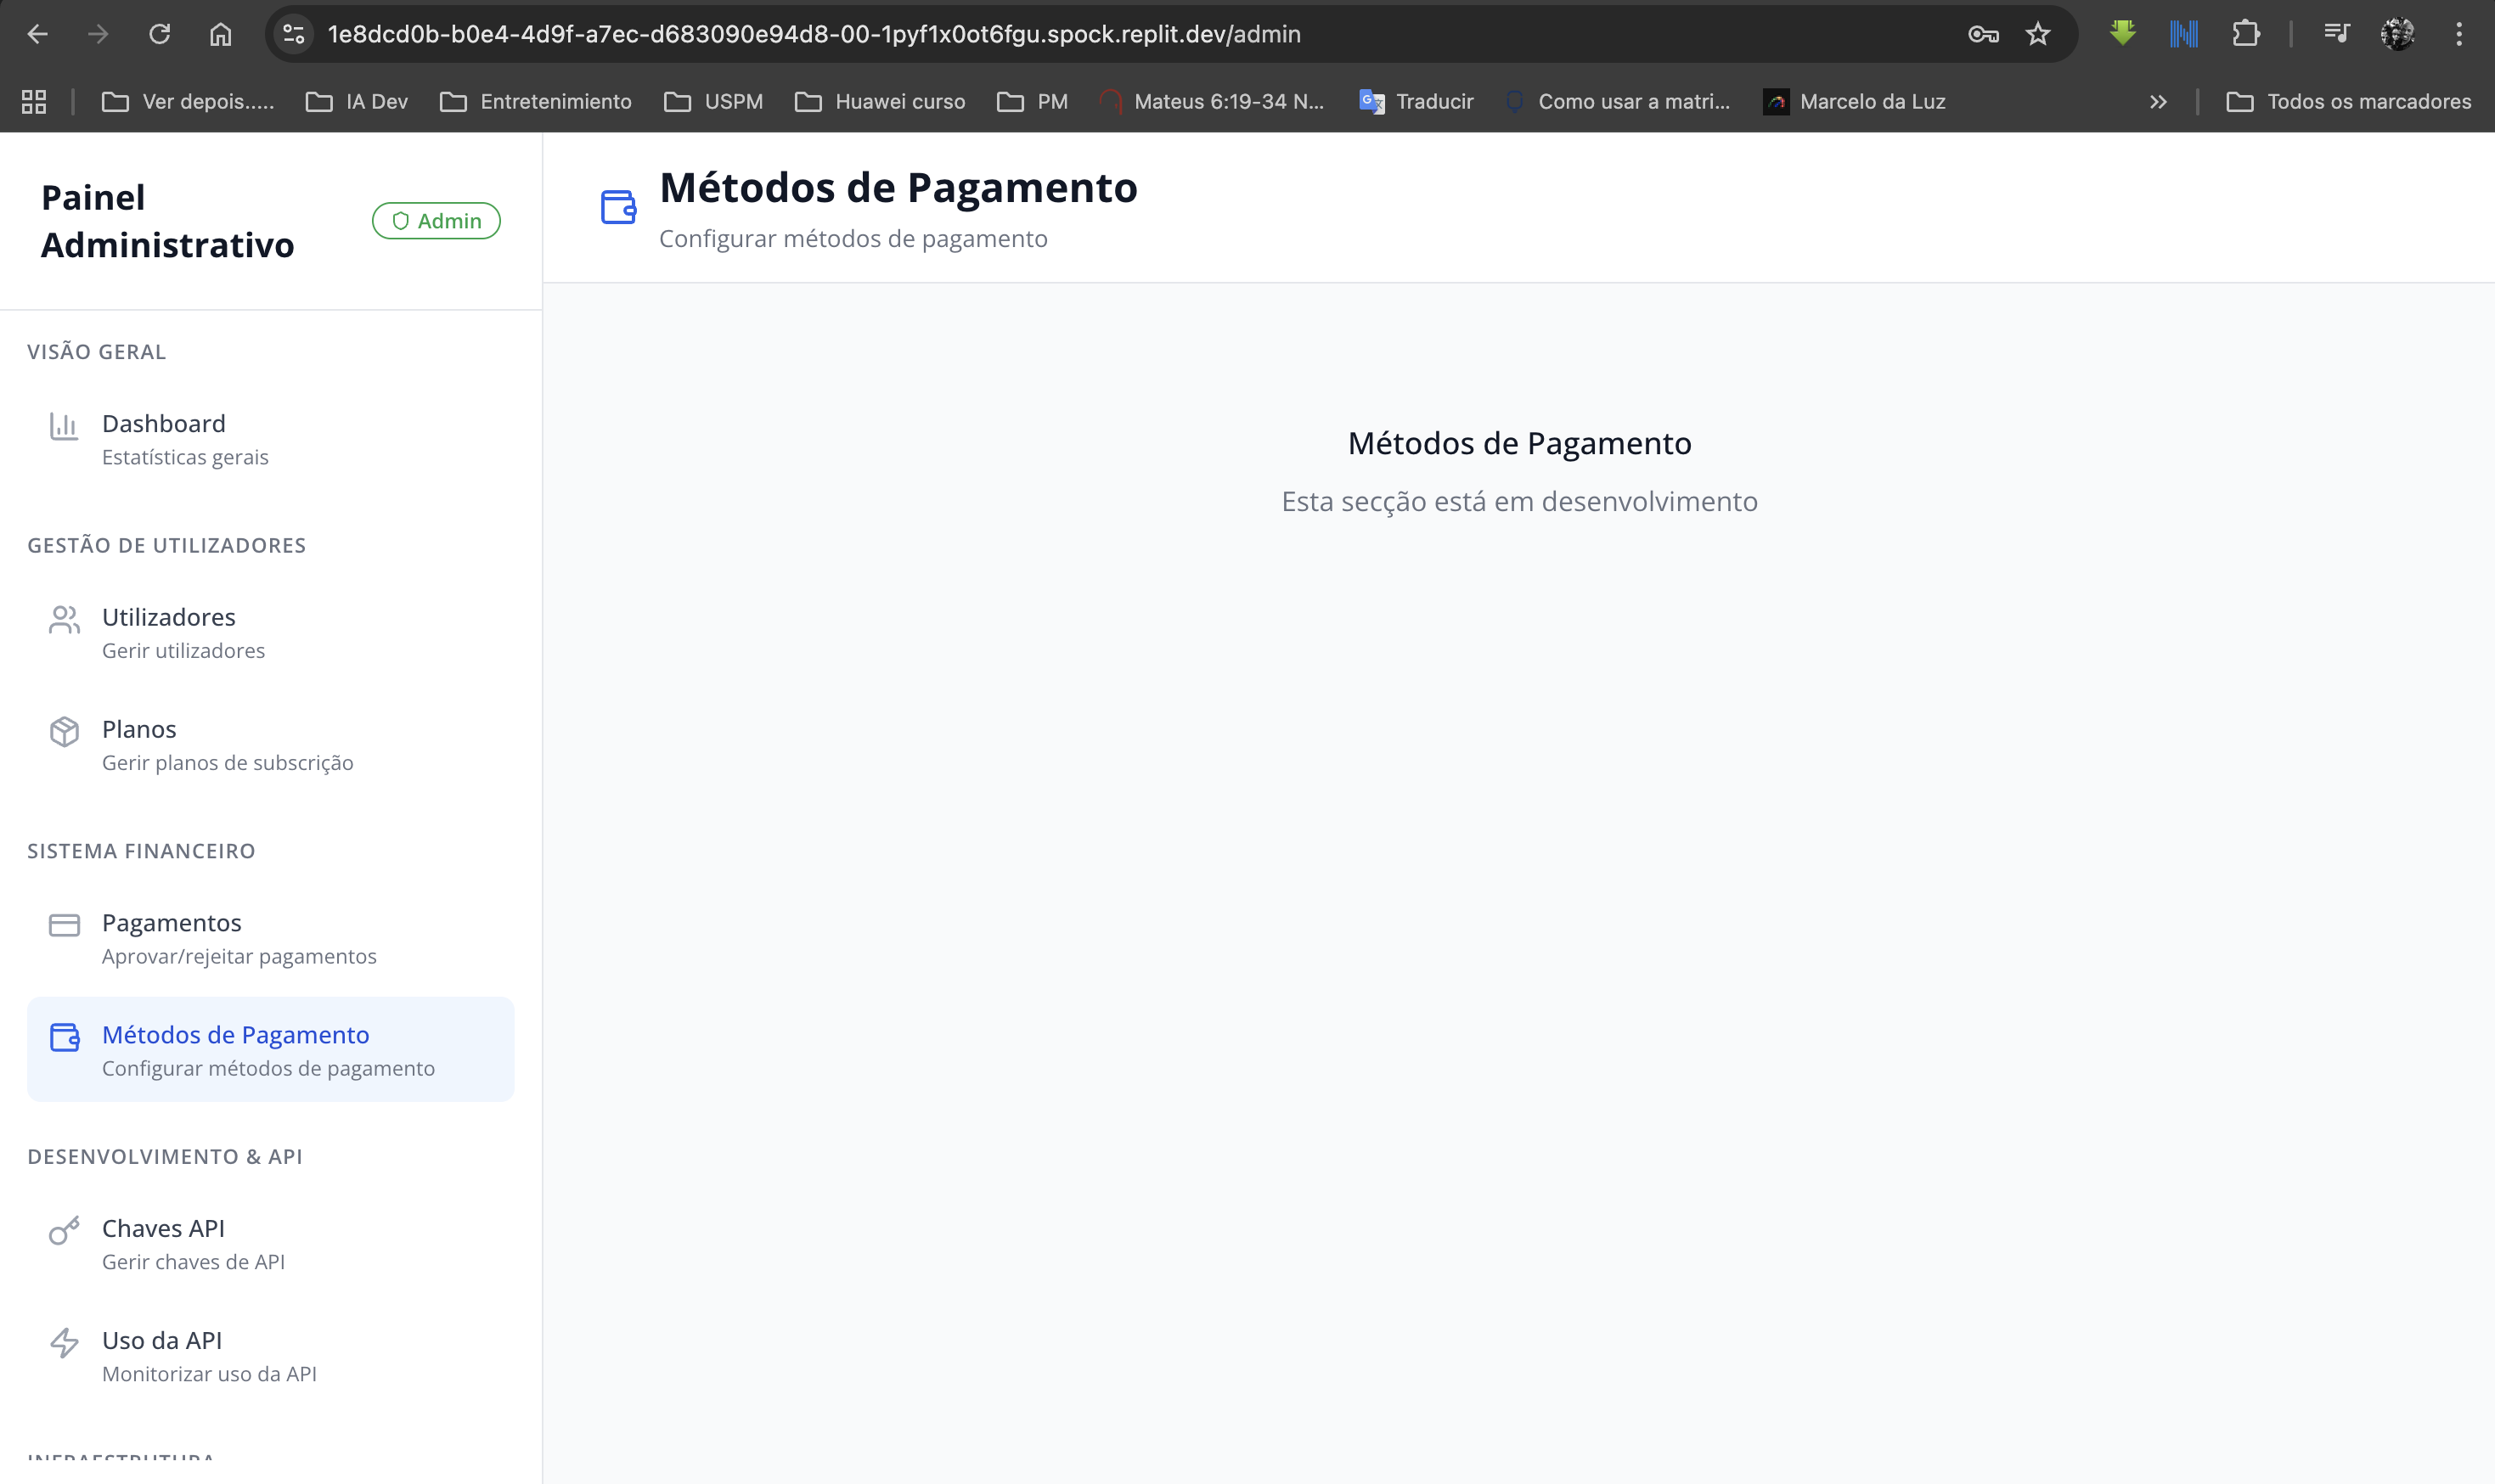 1e8dcd0b-b0e4-4d9f-a7ec-d683090e94d8-00-1pyf1x0ot6fgu.spock.replit.dev/admin
Ver depois.....
IA Dev
Entretenimiento
USPM
Huawei curso
PM
Mateus 6:19-34 N...
Traducir
Como usar a matri...
Marcelo da Luz
Todos os marcadores
Painel
Administrativo
Admin
VISÃO GERAL
Dashboard
Estatísticas gerais
GESTÃO DE UTILIZADORES
Utilizadores
Gerir utilizadores
Planos
Gerir planos de subscrição
SISTEMA FINANCEIRO
Pagamentos
Aprovar/rejeitar pagamentos
Métodos de Pagamento
Configurar métodos de pagamento
DESENVOLVIMENTO & API
Chaves API
Gerir chaves de API
Uso da API
Monitorizar uso da API
INFRAESTRUTURA
Métodos de Pagamento
Configurar métodos de pagamento
Métodos de Pagamento
Esta secção está em desenvolvimento